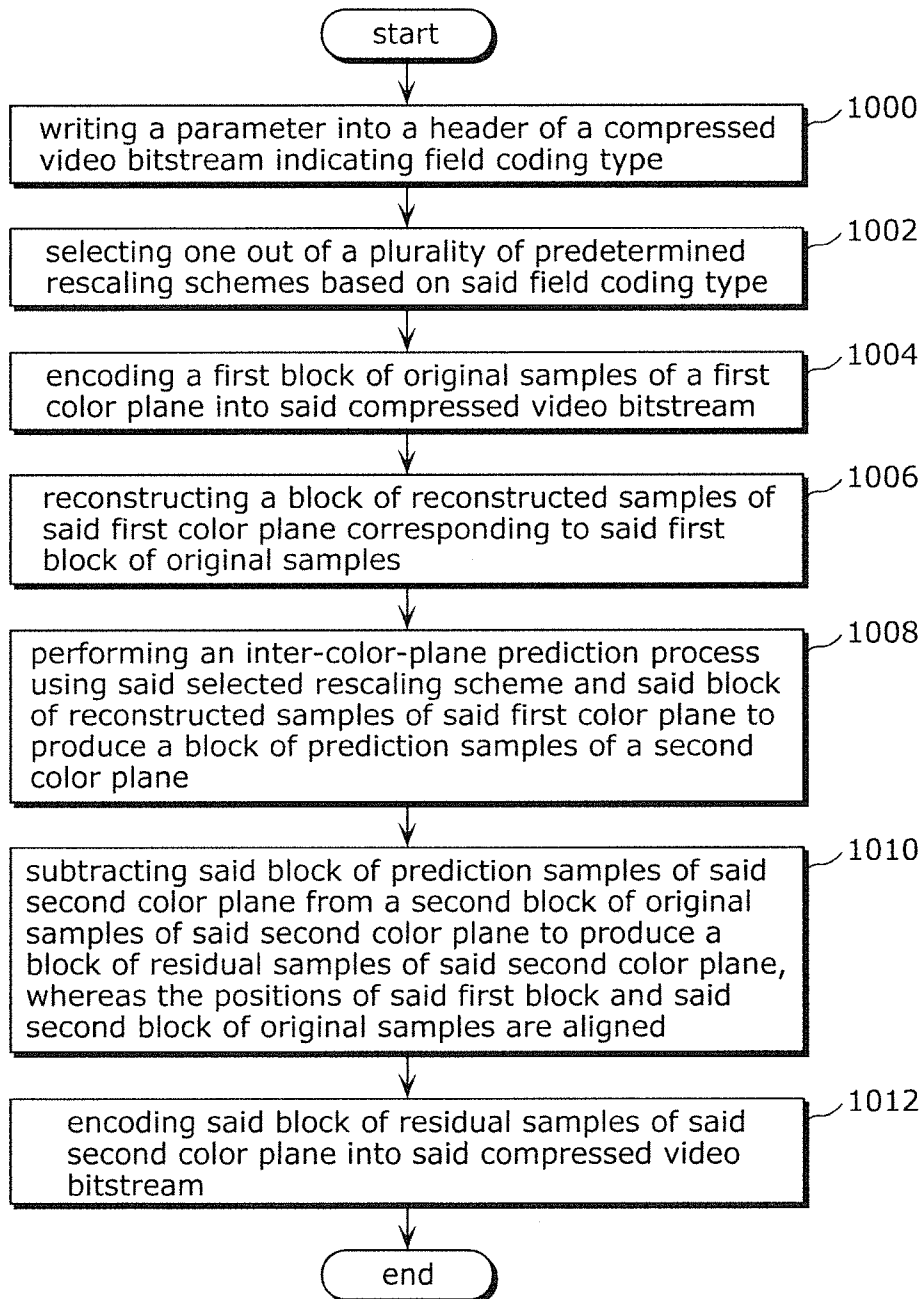 start
1000
writing a parameter into a header of a compressed
video bitstream indicating field coding type
1002
selecting one out of a plurality of predetermined
rescaling schemes based on said field coding type
1004
encoding a first block of original samples of a first
color plane into said compressed video bitstream
1006
reconstructing a block of reconstructed samples of
said first color plane corresponding to said first
block of original samples
1008
performing an inter-color-plane prediction process
using said selected rescaling scheme and said block
of reconstructed samples of said first color plane to
produce a block of prediction samples of a second
color plane
1010
subtracting said block of prediction samples of said
second color plane from a second block of original
samples of said second color plane to produce a
block of residual samples of said second color plane,
whereas the positions of said first block and said
second block of original samples are aligned
1012
encoding said block of residual samples of said
second color plane into said compressed video
bitstream
end